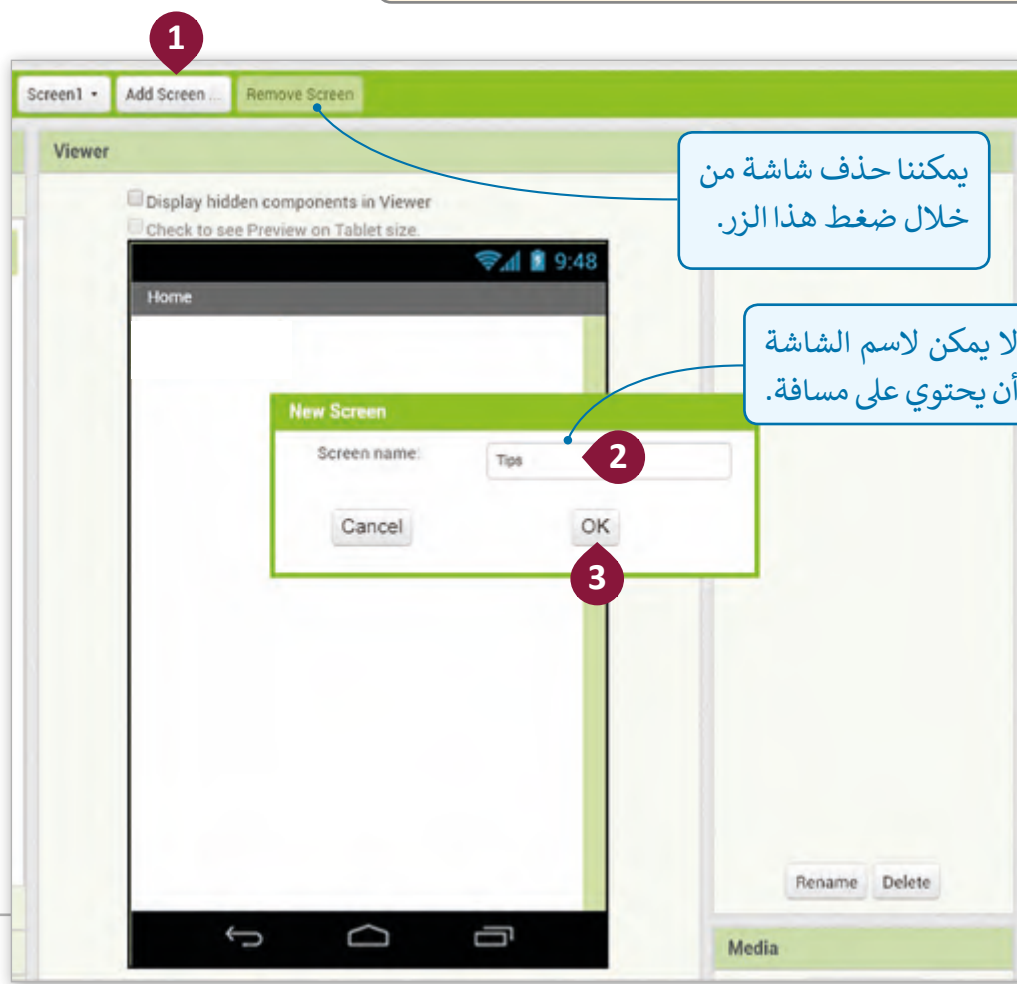 1
Screen1
Add Screen ...
Remove Screen
Viewer
يمكننا حذف شاشة من
خلال ضغط هذا الزر.
Display hidden components in Viewer
Check to see Preview on Tablet size.
9:48
Home
لا يمكن لاسم الشاشة
أن يحتوي على مسافة.
New Screen
Screen name:
Tips
2
Cancel
OK
3
Rename
Delete
Media